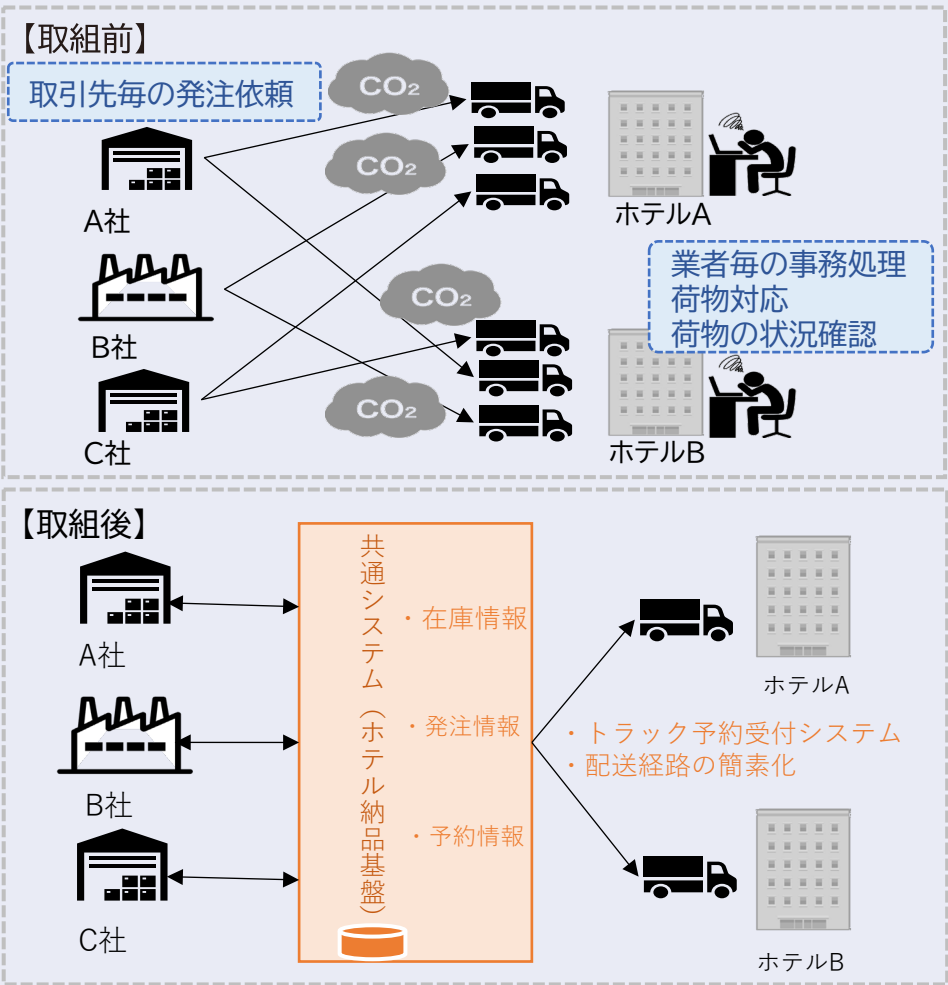 【取組前】
取引先毎の発注依頼
CO₂
CO₂
A社
ホテルA
業者毎の事務処理
荷物対応
荷物の状況確認
CO₂
B社
CO₂
C社
ホテルB
【取組後】
共通システム（ホテル納品基盤）
・在庫情報
・発注情報
・予約情報
A社
B社
C社
ホテルA
・トラック予約受付システム
・配送経路の簡素化
ホテルB